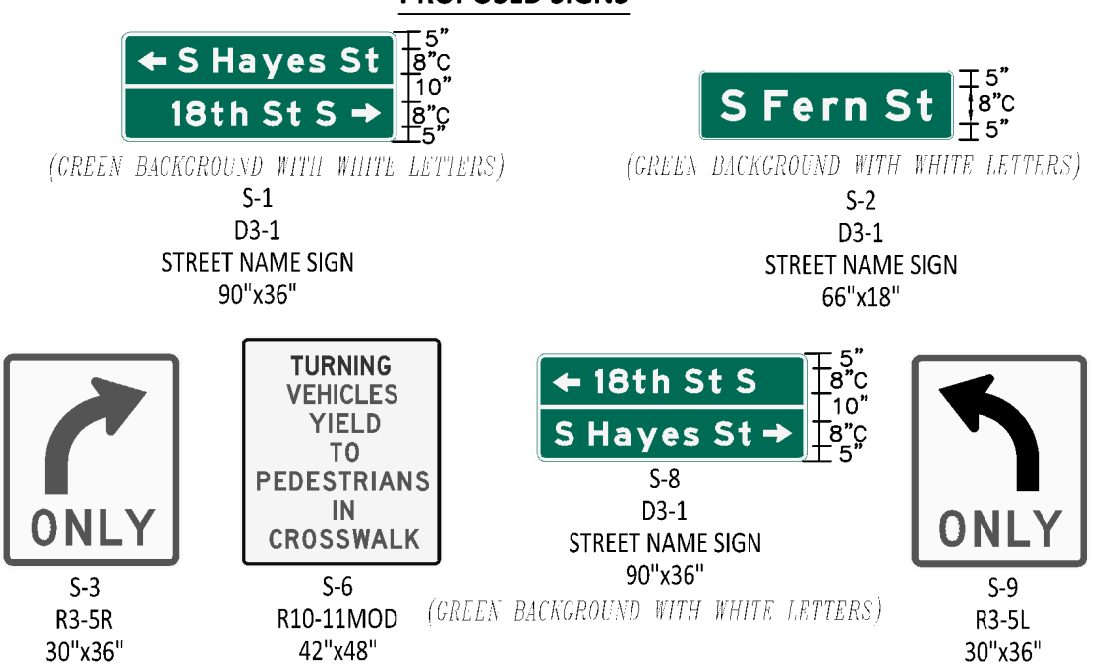 PROPOSED SIGNS
← S Hayes St
18th St S →
5"
8"C
10"
8"C
5"
(GREEN BACKGROUND WITH WHITE LETTERS)
S-1
D3-1
STREET NAME SIGN
90"x36"
S Fern St
5"
8"C
5"
(GREEN BACKGROUND WITH WHITE LETTERS)
S-2
D3-1
STREET NAME SIGN
66"x18"
ONLY
S-3
R3-5R
30"x36"
TURNING
VEHICLES
YIELD
TO
PEDESTRIANS
IN
CROSSWALK
S-6
R10-11MOD
42"x48"
← 18th St S
S Hayes St →
5"
8"C
10"
8"C
5"
S-8
D3-1
STREET NAME SIGN
90"x36"
(GREEN BACKGROUND WITH WHITE LETTERS)
ONLY
S-9
R3-5L
30"x36"